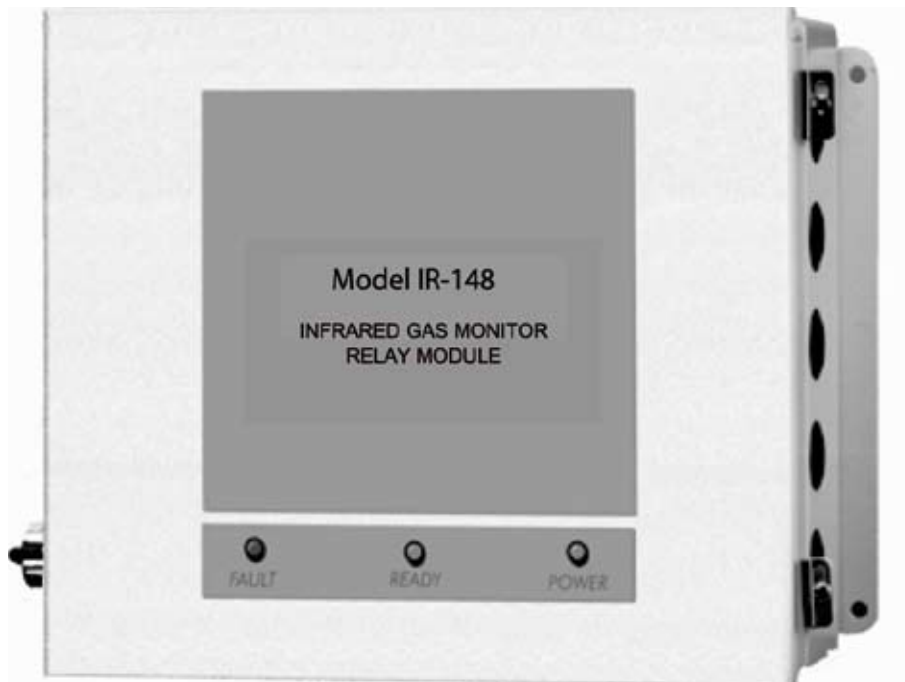 Model IR-148
INFRARED GAS MONITOR
RELAY MODULE
FAULT READY POWER